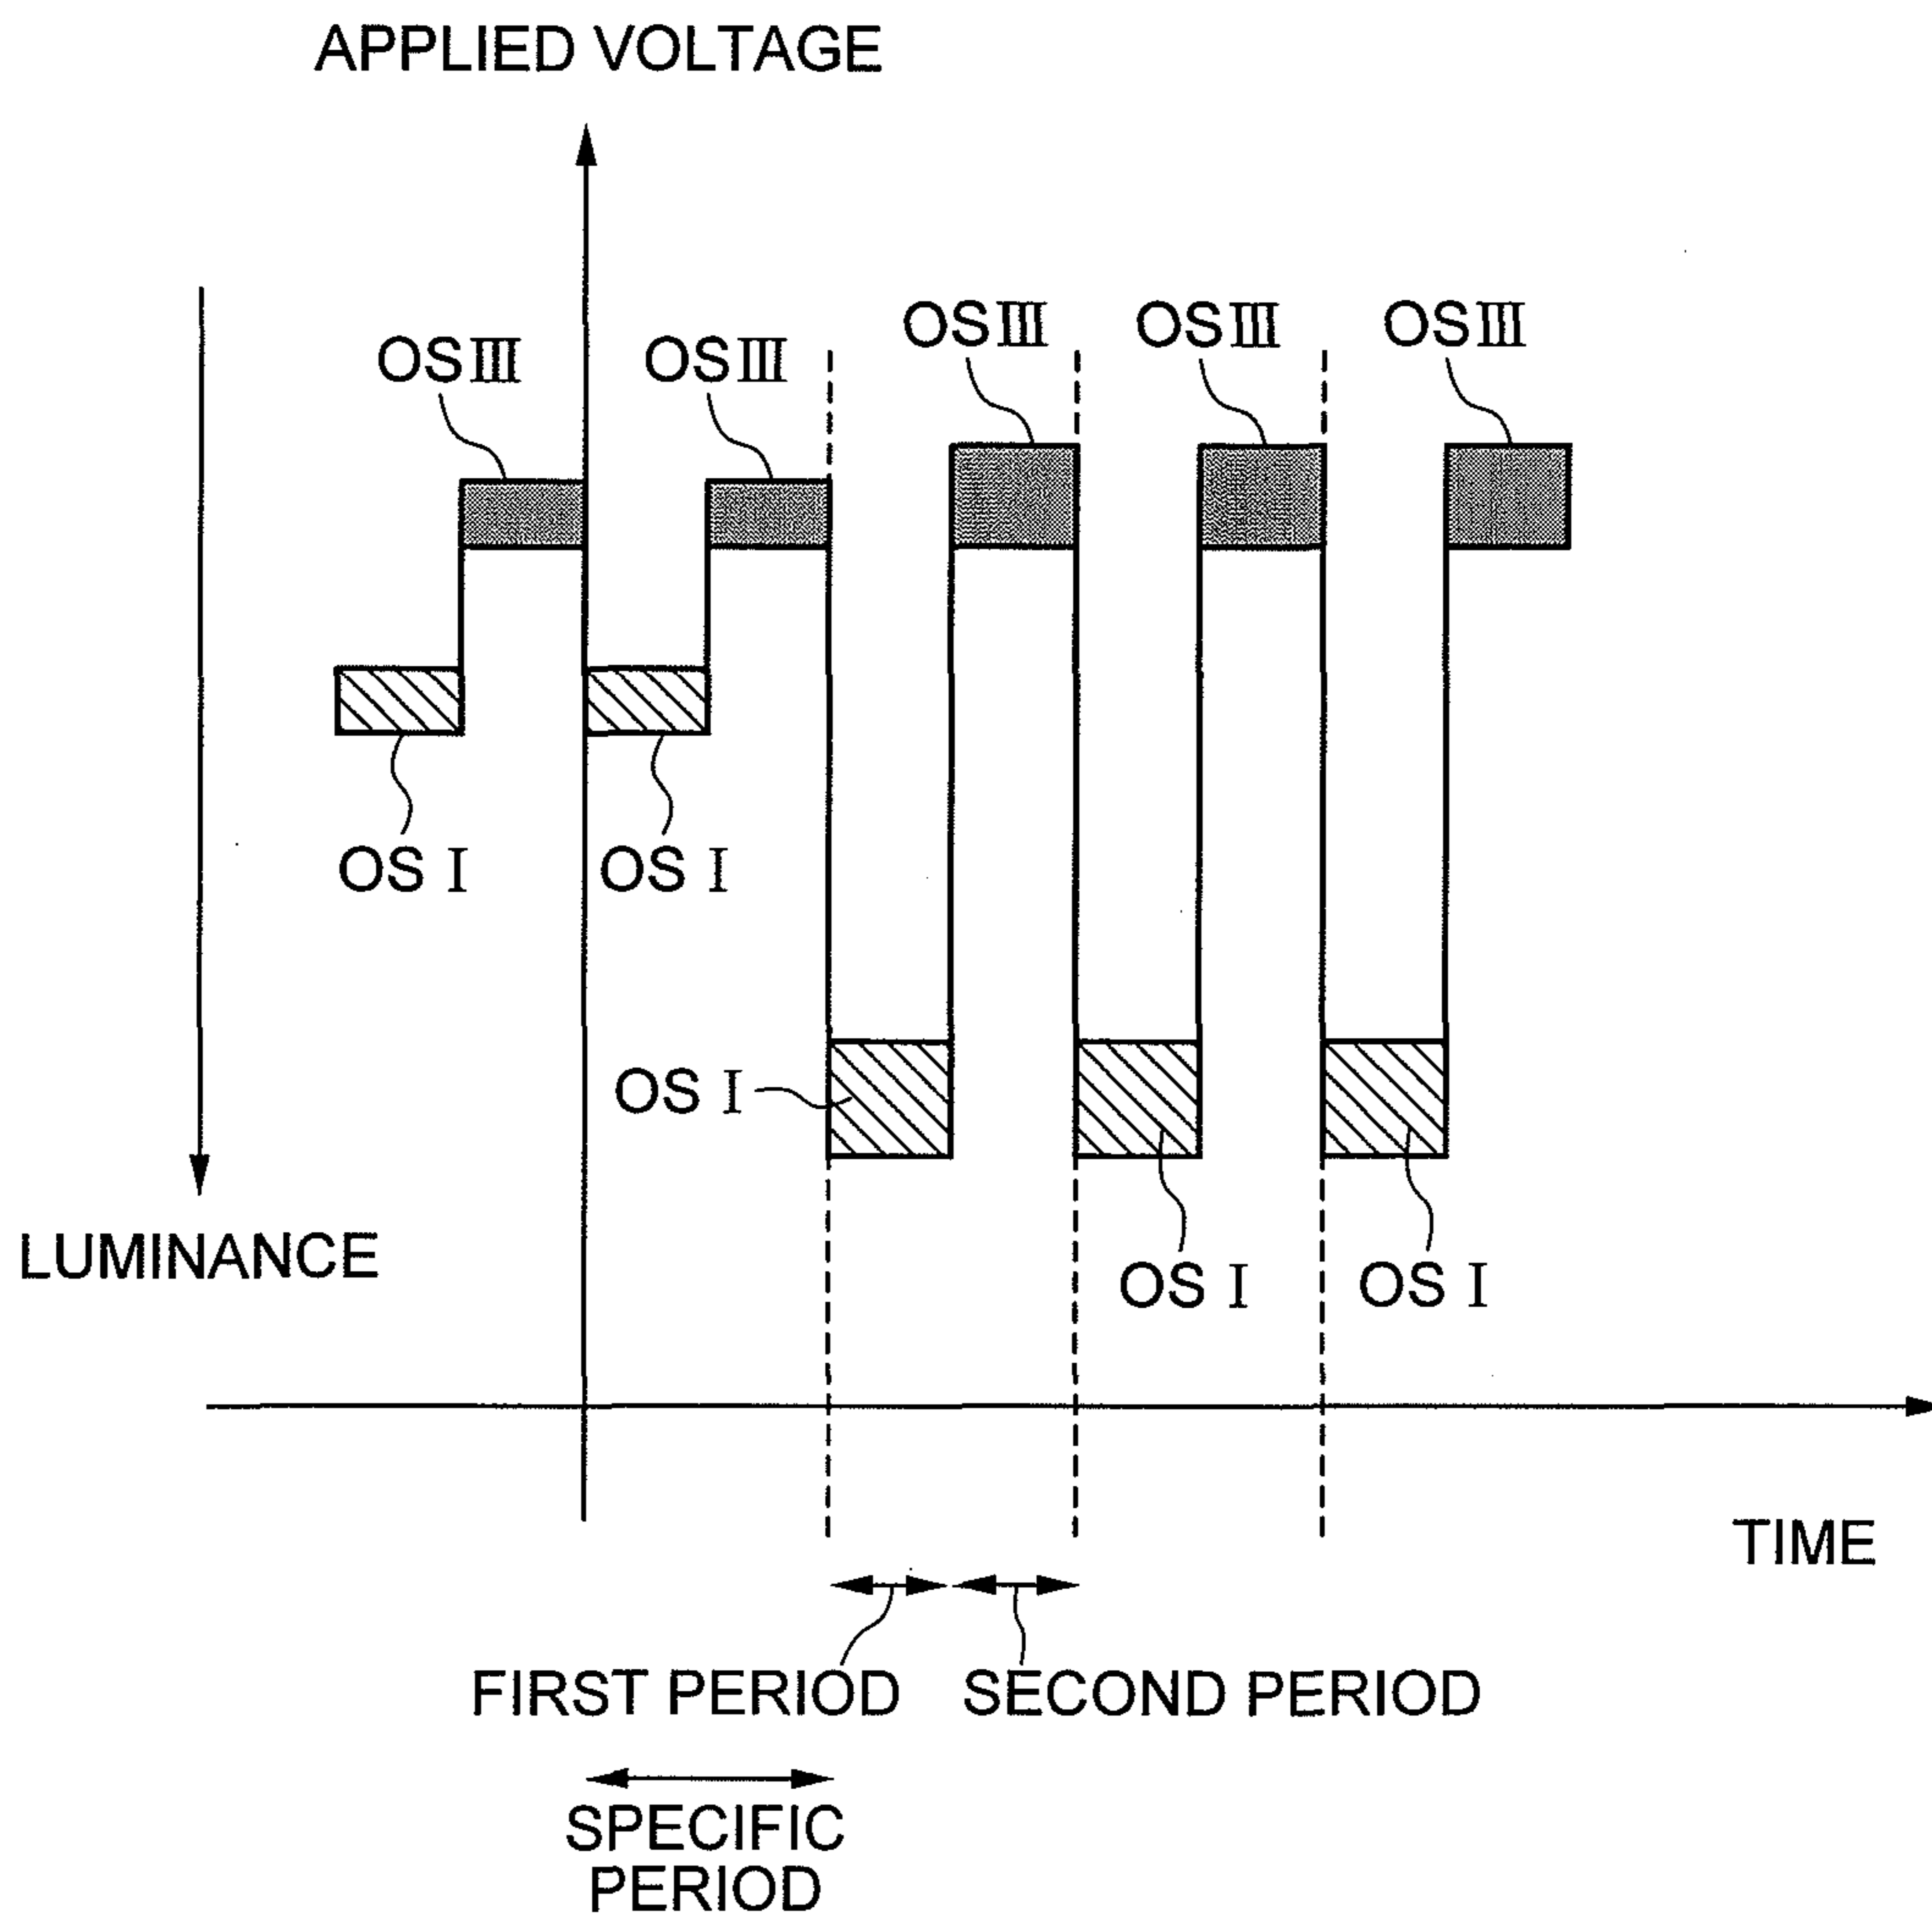 APPLIED VOLTAGE
OSⅢ OSⅢ OSⅢ
OSⅢ OSⅢ
OS Ⅰ OS Ⅰ
OS Ⅰ
LUMINANCE
OS Ⅰ OS Ⅰ
TIME
FIRST PERIOD SECOND PERIOD
SPECIFIC
PERIOD